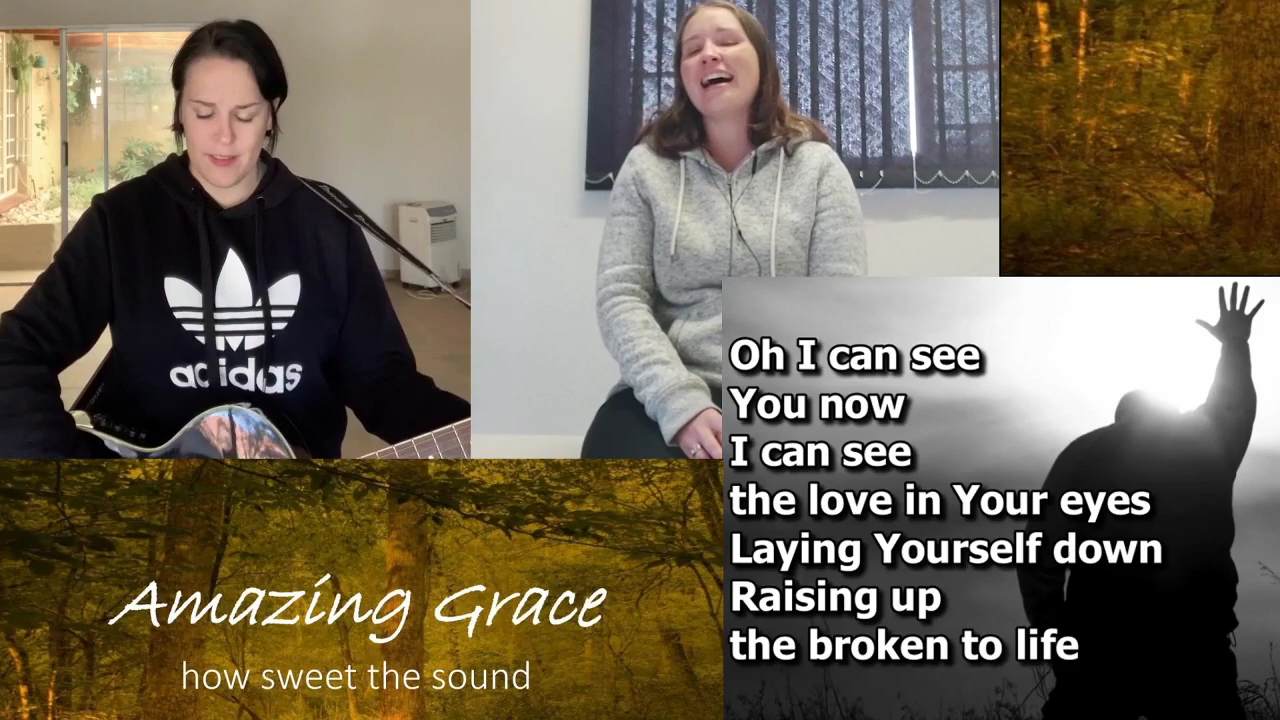 adidas
Oh I can see
You now
I can see
the love in Your eyes
Laying Yourself down
Raising up
the broken to life
Amazing Grace
how sweet the sound